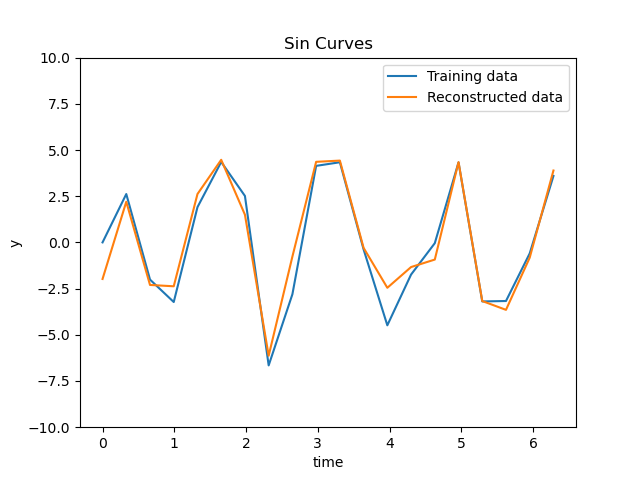 Sin Curves
Training data
Reconstructed data
10.0
7.5
5.0
2.5
0.0
−2.5
−5.0
−7.5
−10.0
y
0 1 2 3 4 5 6
time